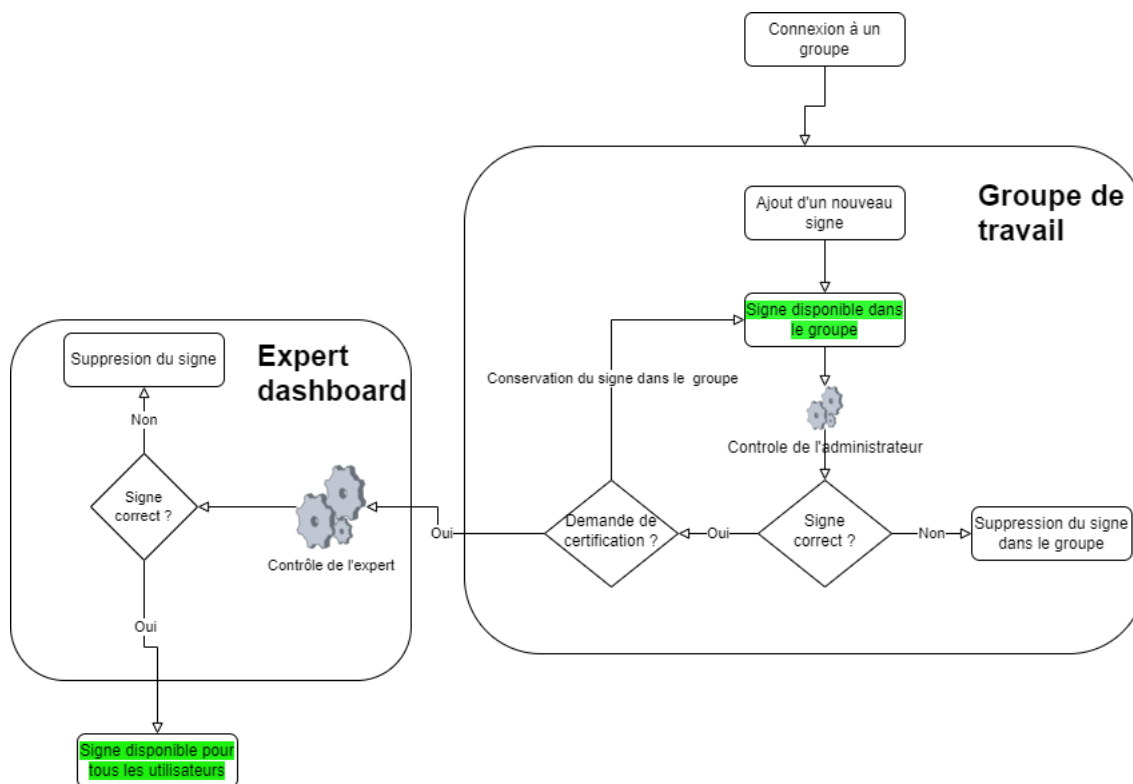 Connexion à un
groupe
Groupe de
travail
Ajout d'un nouveau
signe
Signe disponible dans
le groupe
Conservation du signe dans le groupe
Controle de l'administrateur
Signe
correct ?
Non
Suppression du signe
dans le groupe
Oui
Demande de
certification ?
Oui
Expert
dashboard
Suppresion du signe
Non
Signe
correct ?
Contrôle de l'expert
Oui
Signe disponible pour
tous les utilisateurs